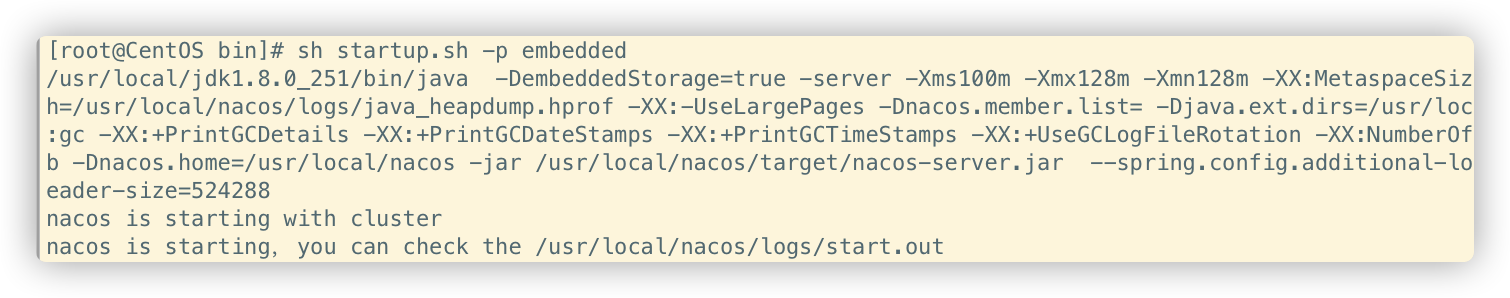 [root@CentOS bin]# sh startup.sh -p embedded
/usr/local/jdk1.8.0_251/bin/java  -DembeddedStorage=true -server -Xms100m -Xmx128m -Xmn128m -XX:MetaspaceSiz
h=/usr/local/nacos/logs/java_heapdump.hprof -XX:-UseLargePages -Dnacos.member.list= -Djava.ext.dirs=/usr/loc
:gc -XX:+PrintGCDetails -XX:+PrintGCDateStamps -XX:+PrintGCTimeStamps -XX:+UseGCLogFileRotation -XX:NumberOf
b -Dnacos.home=/usr/local/nacos -jar /usr/local/nacos/target/nacos-server.jar  --spring.config.additional-lo
eader-size=524288
nacos is starting with cluster
nacos is starting, you can check the /usr/local/nacos/logs/start.out